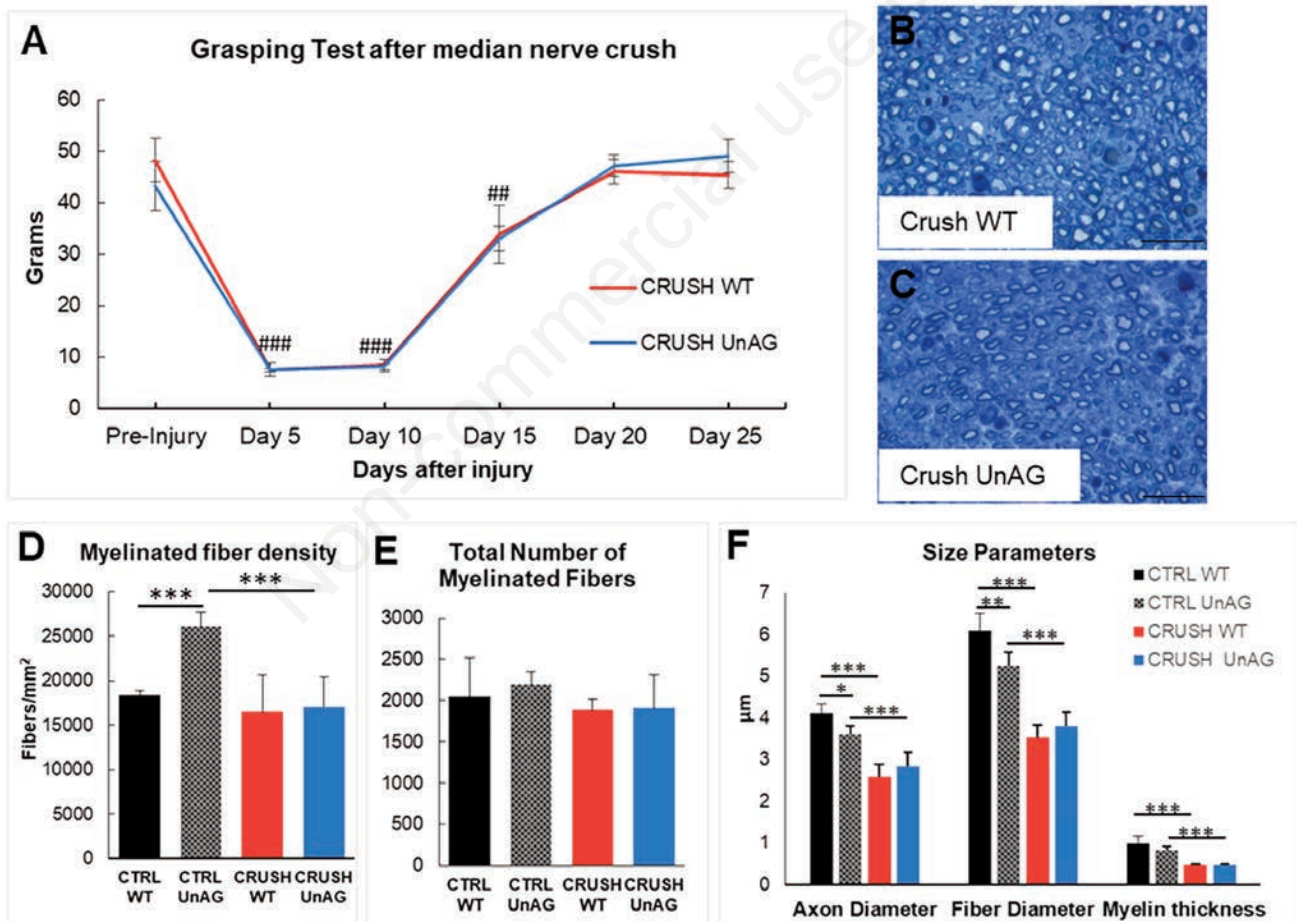 A
Grasping Test after median nerve crush
60
50
40
30
20
10
0
Grams
###
###
##
CRUSH WT
CRUSH UnAG
Pre-Injury Day 5 Day 10 Day 15 Day 20 Day 25
Days after injury
B
Crush WT
C
Crush UnAG
Non-commercial use
D
Myelinated fiber density
30000
25000
20000
15000
10000
5000
0
Fibers/mm²
***
***
CTRL WT
CTRL UnAG
CRUSH WT
CRUSH UnAG
E
Total Number of
Myelinated Fibers
3000
2500
2000
1500
1000
500
0
CTRL WT
CTRL UnAG
CRUSH WT
CRUSH UnAG
F
Size Parameters
7
6
5
4
3
2
1
0
µm
***
*
***
***
**
***
***
***
CTRL WT
CTRL UnAG
CRUSH WT
CRUSH UnAG
Axon Diameter Fiber Diameter Myelin thickness